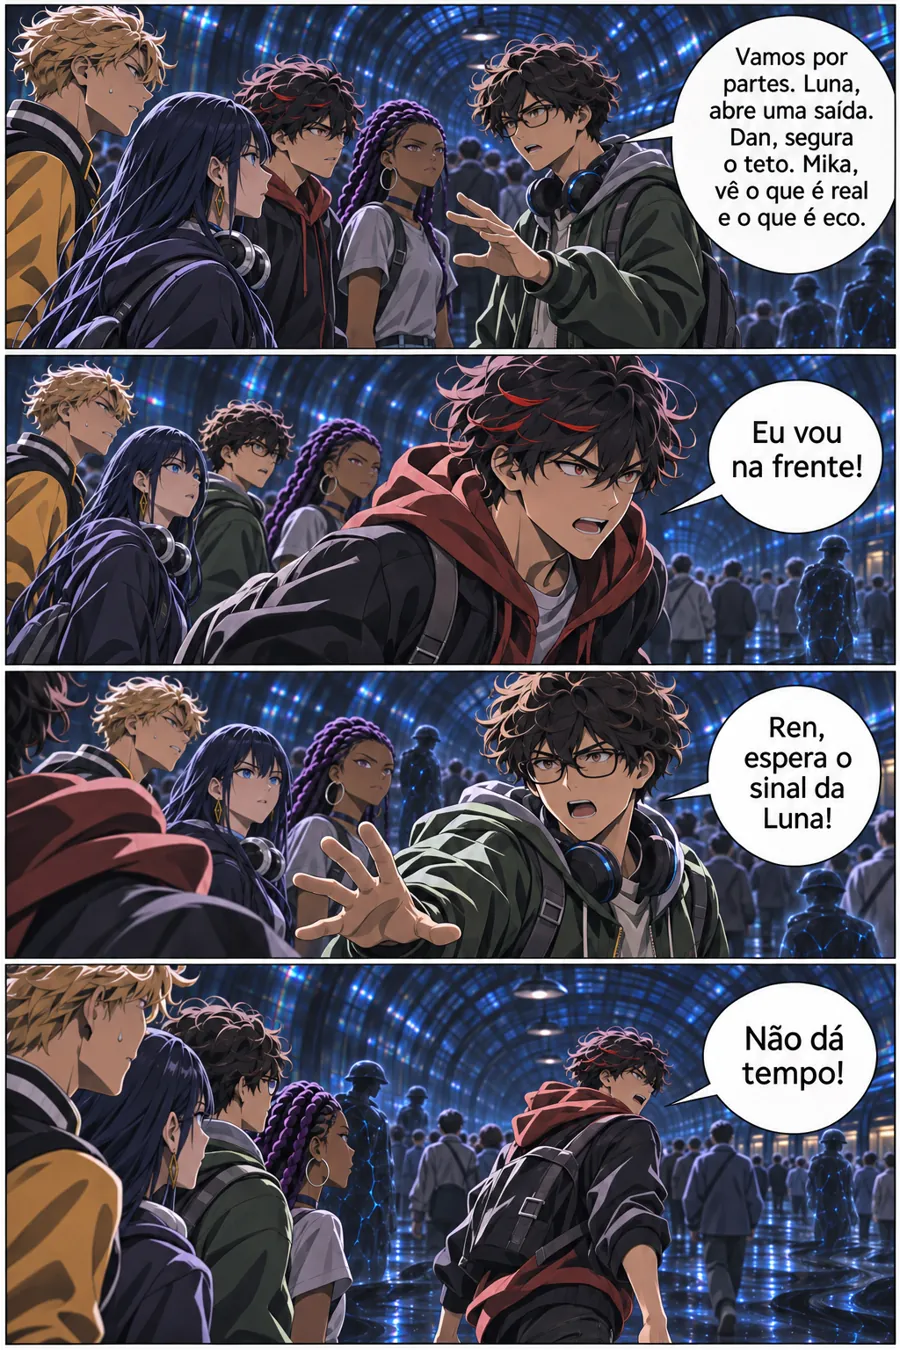 Vamos por
partes. Luna,
abre uma saída.
Dan, segura
o teto. Mika,
vê o que é real
e o que é eco.
Eu vou
na frente!
Ren,
espera o
sinal da
Luna!
Não dá
tempo!